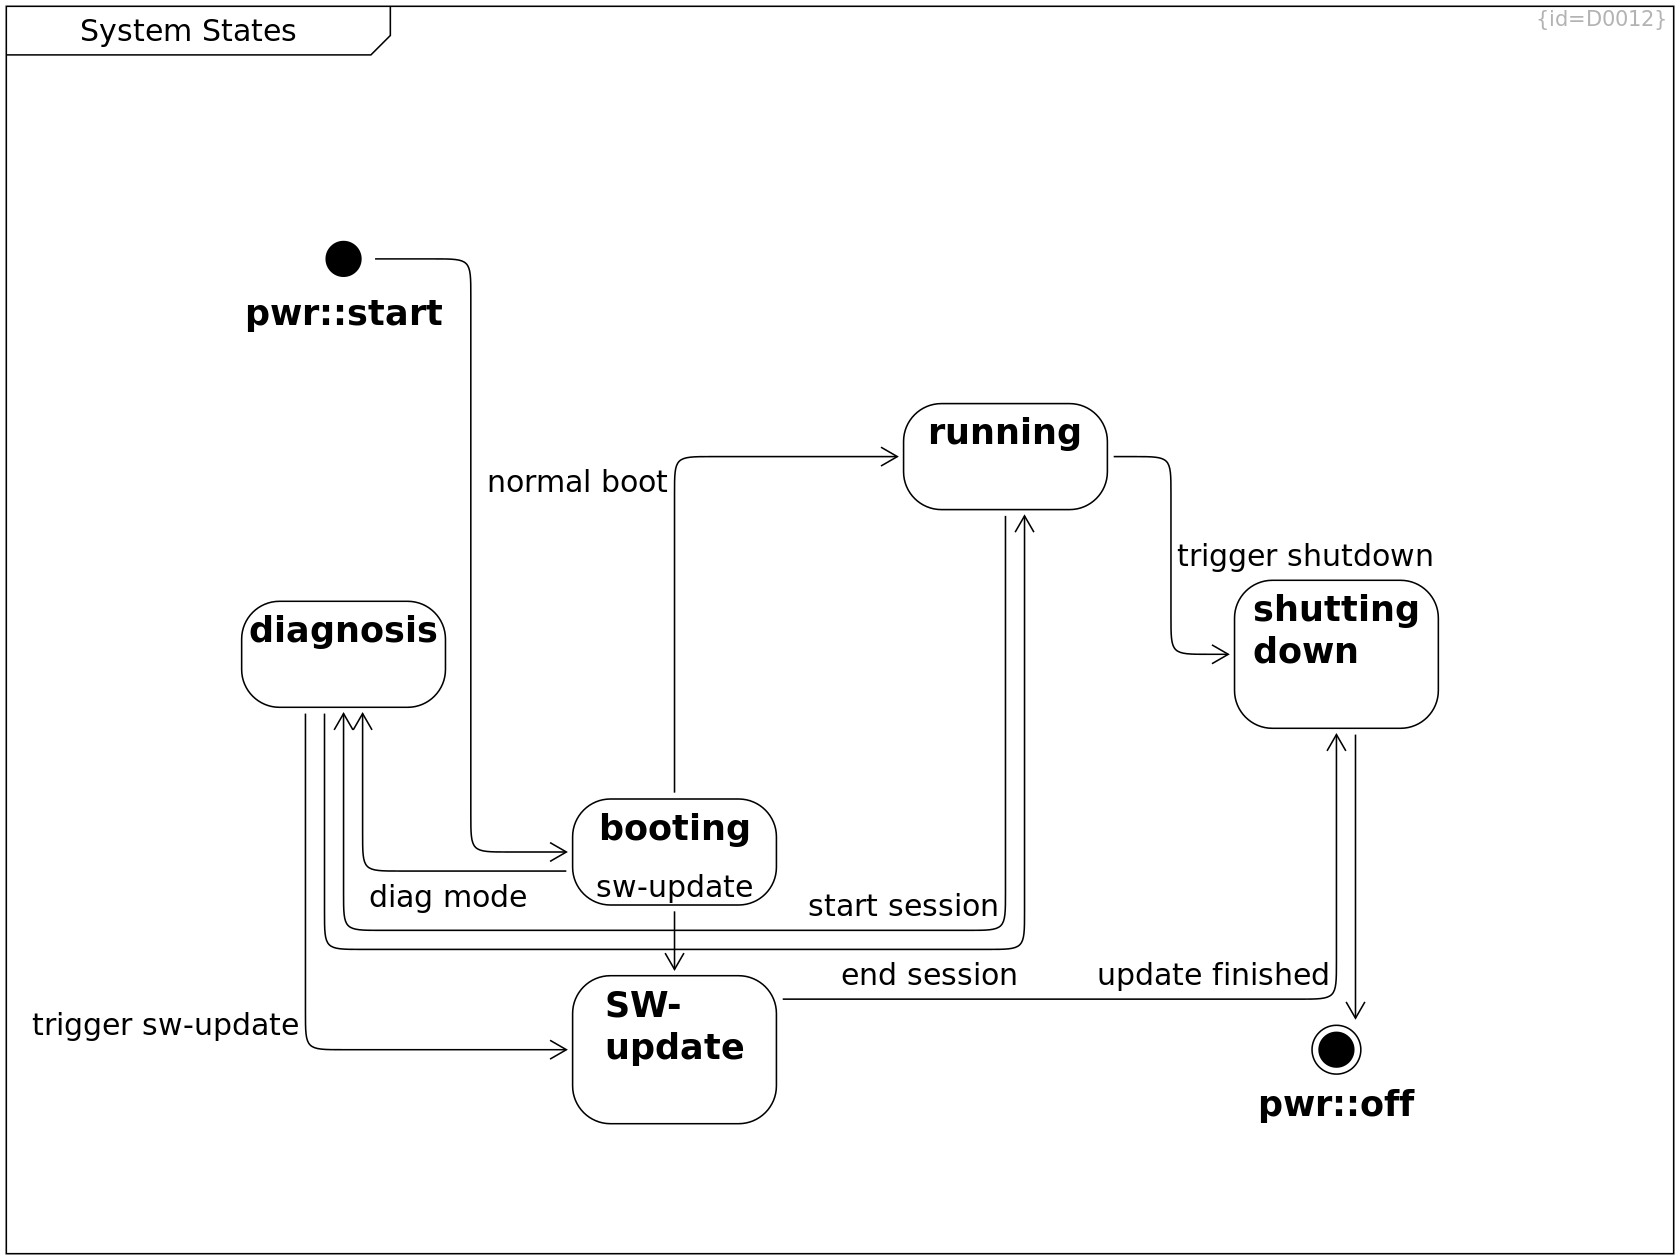 System States
{id=D0012}
pwr::start
running
normal boot
trigger shutdown
shutting
down
diagnosis
booting
sw-update
diag mode
start session
end session
update finished
SW-
update
trigger sw-update
pwr::off